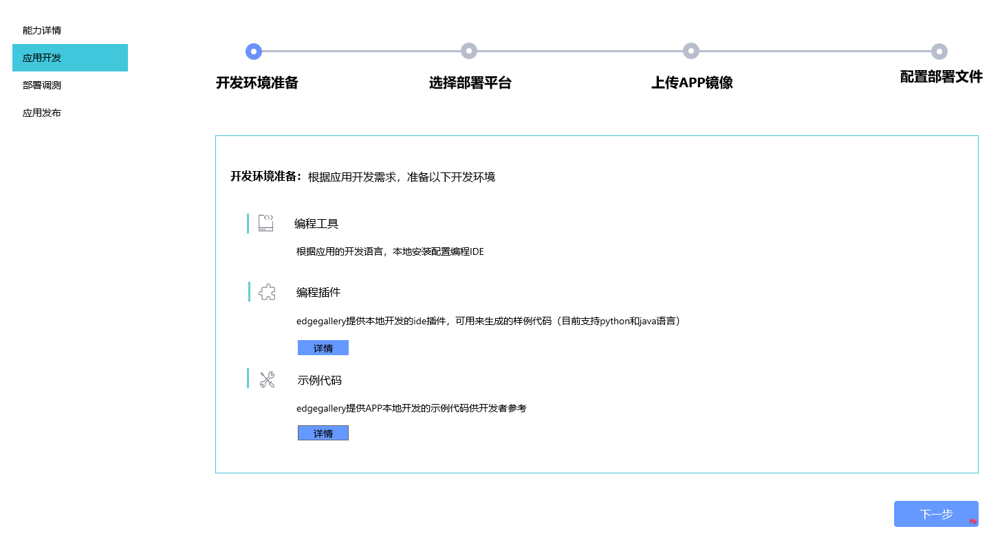 能力详情
应用开发
部署调测
应用发布
开发环境准备
选择部署平台
上传APP镜像
配置部署文件
开发环境准备：根据应用开发需求，准备以下开发环境
编程工具
根据应用的开发语言，本地安装配置编程IDE
编程插件
edgegallery提供本地开发的ide插件，可用来生成的样例代码（目前支持python和java语言）
详情
示例代码
edgegallery提供APP本地开发的示例代码供开发者参考
详情
下一步